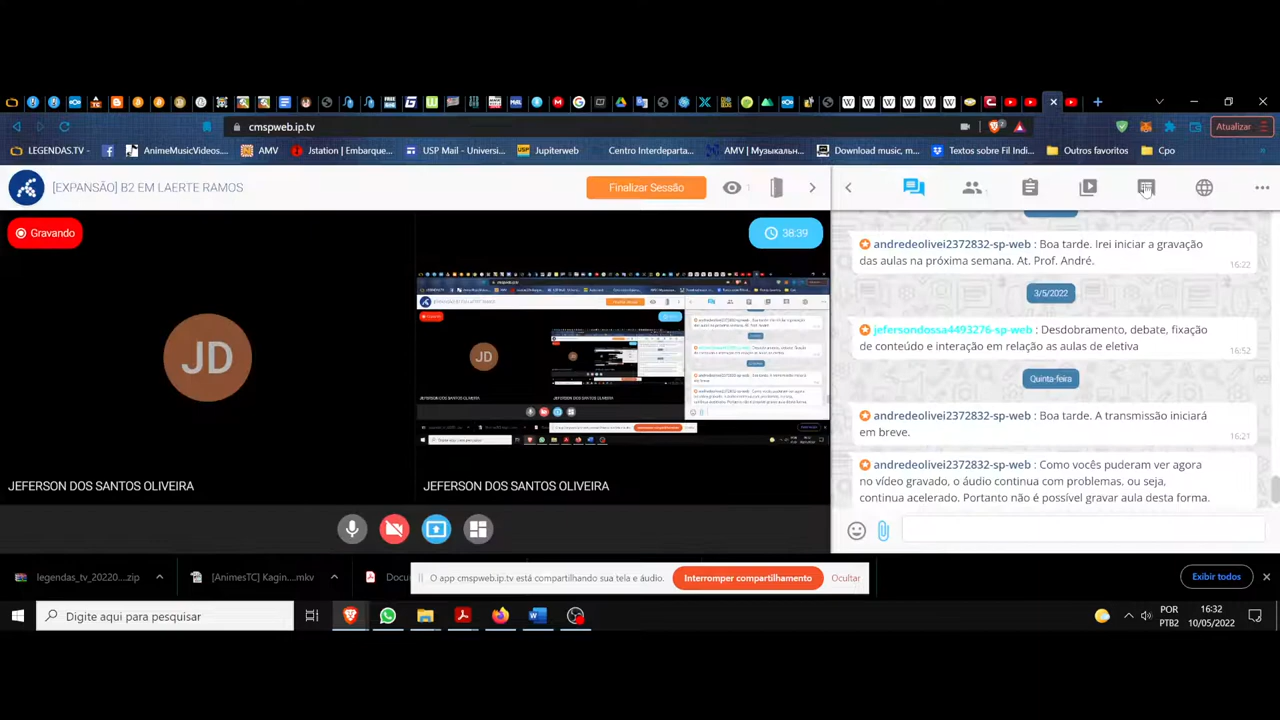 cmspweb.ip.tv
Atualizar
LEGENDAS.TV -
AnimeMusicVideos...
AMV
Jstation | Embarque...
USP Mail - Universi...
Jupiterweb
Centro Interdeparta...
AMV | Музыкальн...
Download music, m...
Textos sobre Fil Indi...
Outros favoritos
Cpo
[EXPANSÃO] B2 EM LAERTE RAMOS
Finalizar Sessão
1
Gravando
38:39
JD
JD
JEFERSON DOS SANTOS OLIVEIRA
JEFERSON DOS SANTOS OLIVEIRA
andredeolivei2372832-sp-web : Boa tarde. Irei iniciar a gravação
das aulas na próxima semana. At. Prof. André.
16:22
3/5/2022
jefersondossa4493276-sp-web : Desdobramento, debate, fixação
de conteúdo e interação em relação as aulas de eletiva
16:52
Quinta-feira
andredeolivei2372832-sp-web : Boa tarde. A transmissão iniciará
em breve.
16:21
andredeolivei2372832-sp-web : Como vocês puderam ver agora
no vídeo gravado, o áudio continua com problemas, ou seja,
continua acelerado. Portanto não é possível gravar aula desta forma.
legendas_tv_20220....zip
[AnimesTC] Kagin....mkv
Docu
O app cmspweb.ip.tv está compartilhando sua tela e áudio.
Interromper compartilhamento
Ocultar
Exibir todos
Digite aqui para pesquisar
POR
PTB2
16:32
10/05/2022